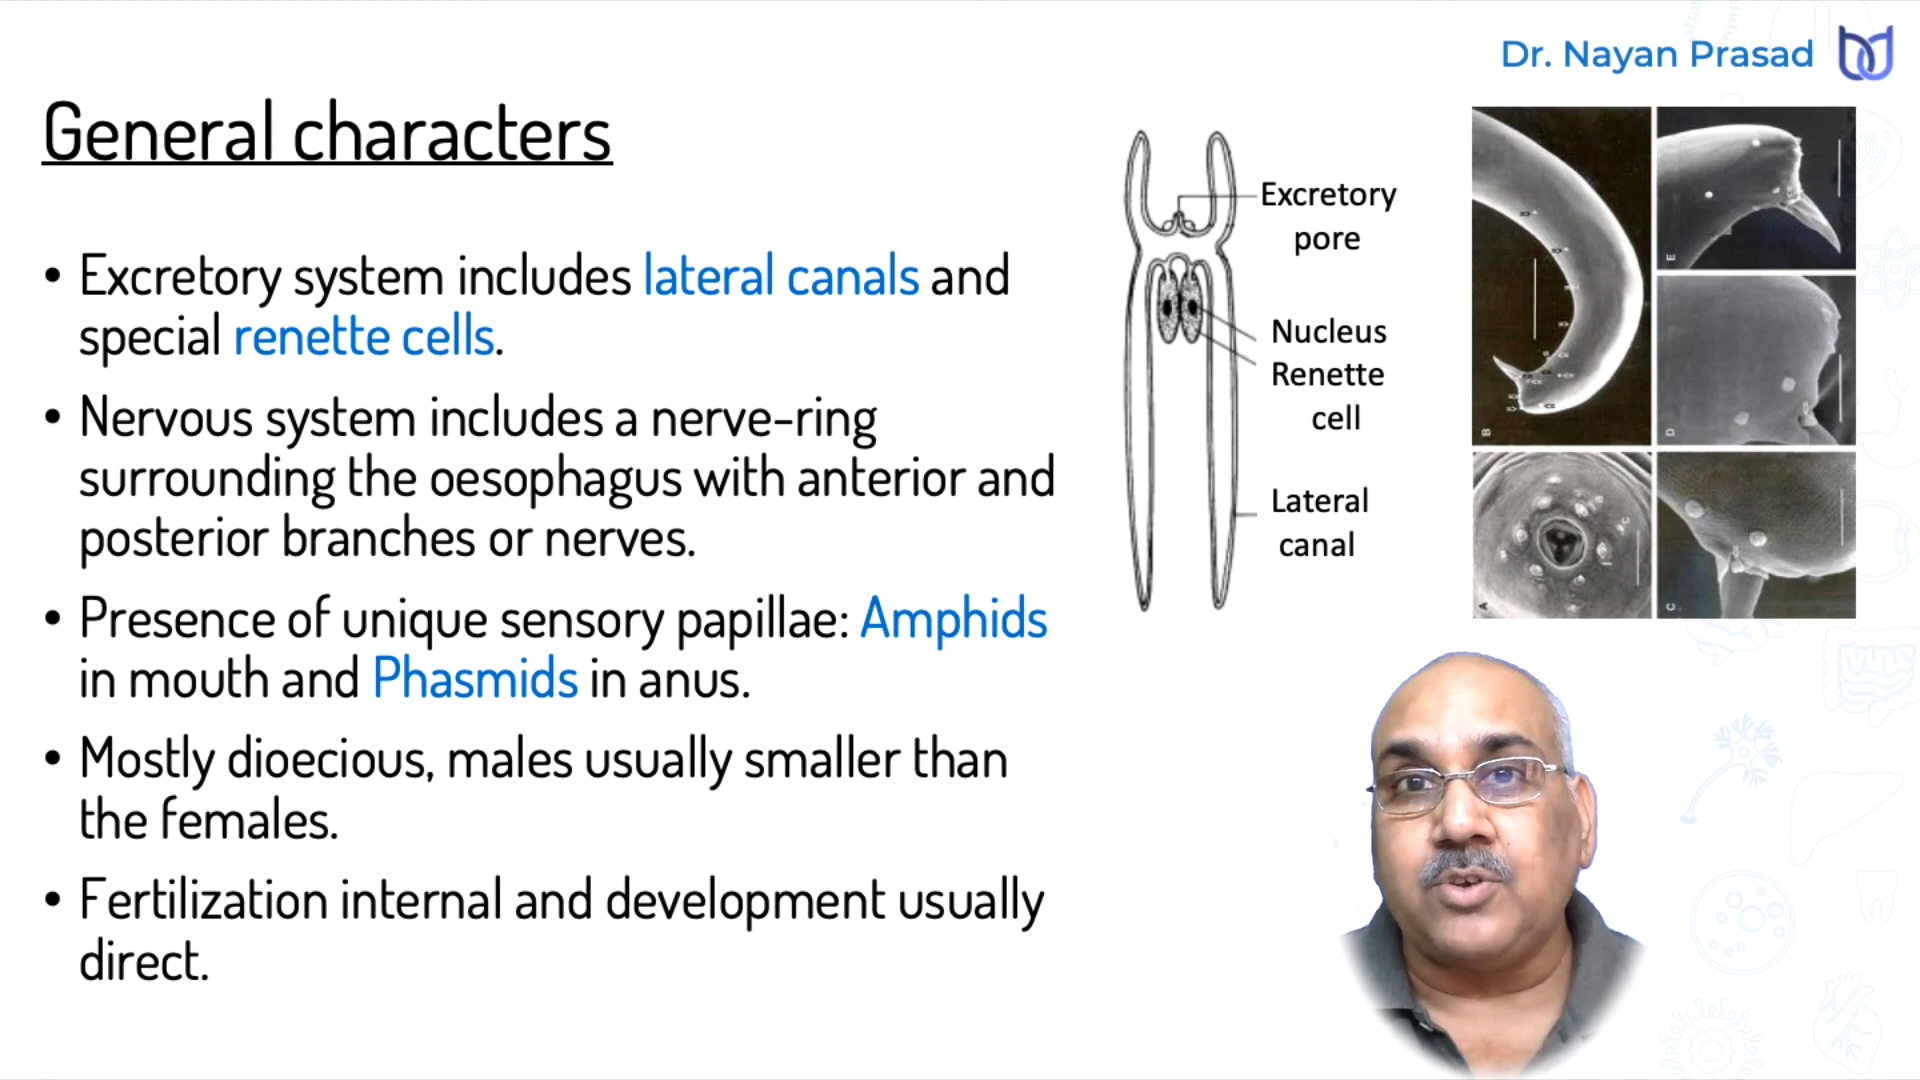 Dr. Nayan Prasad
General characters
• Excretory system includes lateral canals and
special renette cells.
• Nervous system includes a nerve-ring
surrounding the oesophagus with anterior and
posterior branches or nerves.
• Presence of unique sensory papillae: Amphids
in mouth and Phasmids in anus.
• Mostly dioecious, males usually smaller than
the females.
• Fertilization internal and development usually
direct.
Excretory
pore
Nucleus
Renette
cell
Lateral
canal
B
E
D
A
C